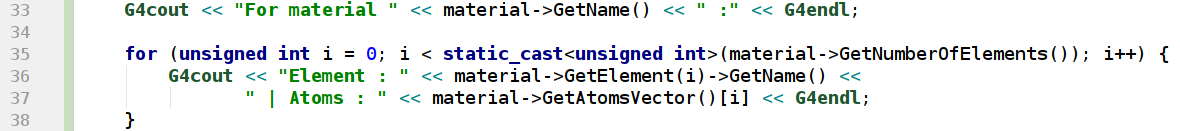 33 G4cout << "For material " << material->GetName() << " :" << G4endl;
34
35 for (unsigned int i = 0; i < static_cast<unsigned int>(material->GetNumberOfElements()); i++) {
36 G4cout << "Element : " << material->GetElement(i)->GetName() <<
37 " | Atoms : " << material->GetAtomsVector()[i] << G4endl;
38 }